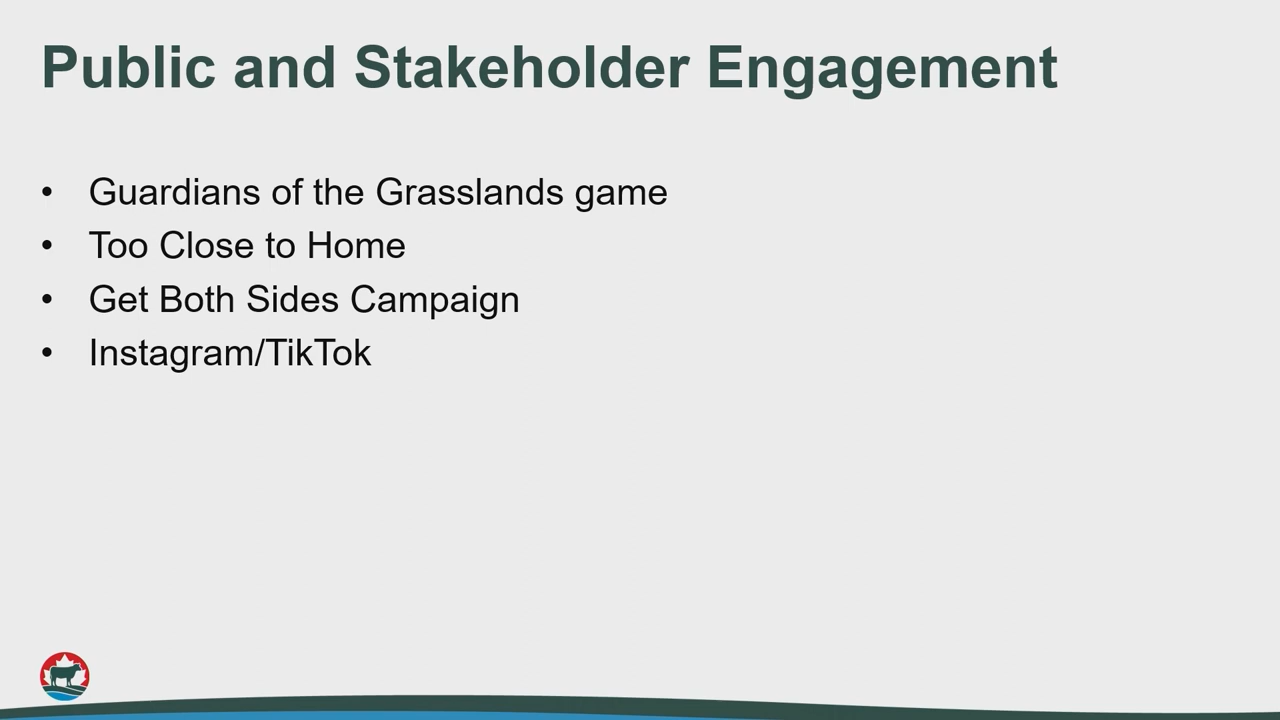 Public and Stakeholder Engagement
• Guardians of the Grasslands game
• Too Close to Home
• Get Both Sides Campaign
• Instagram/TikTok